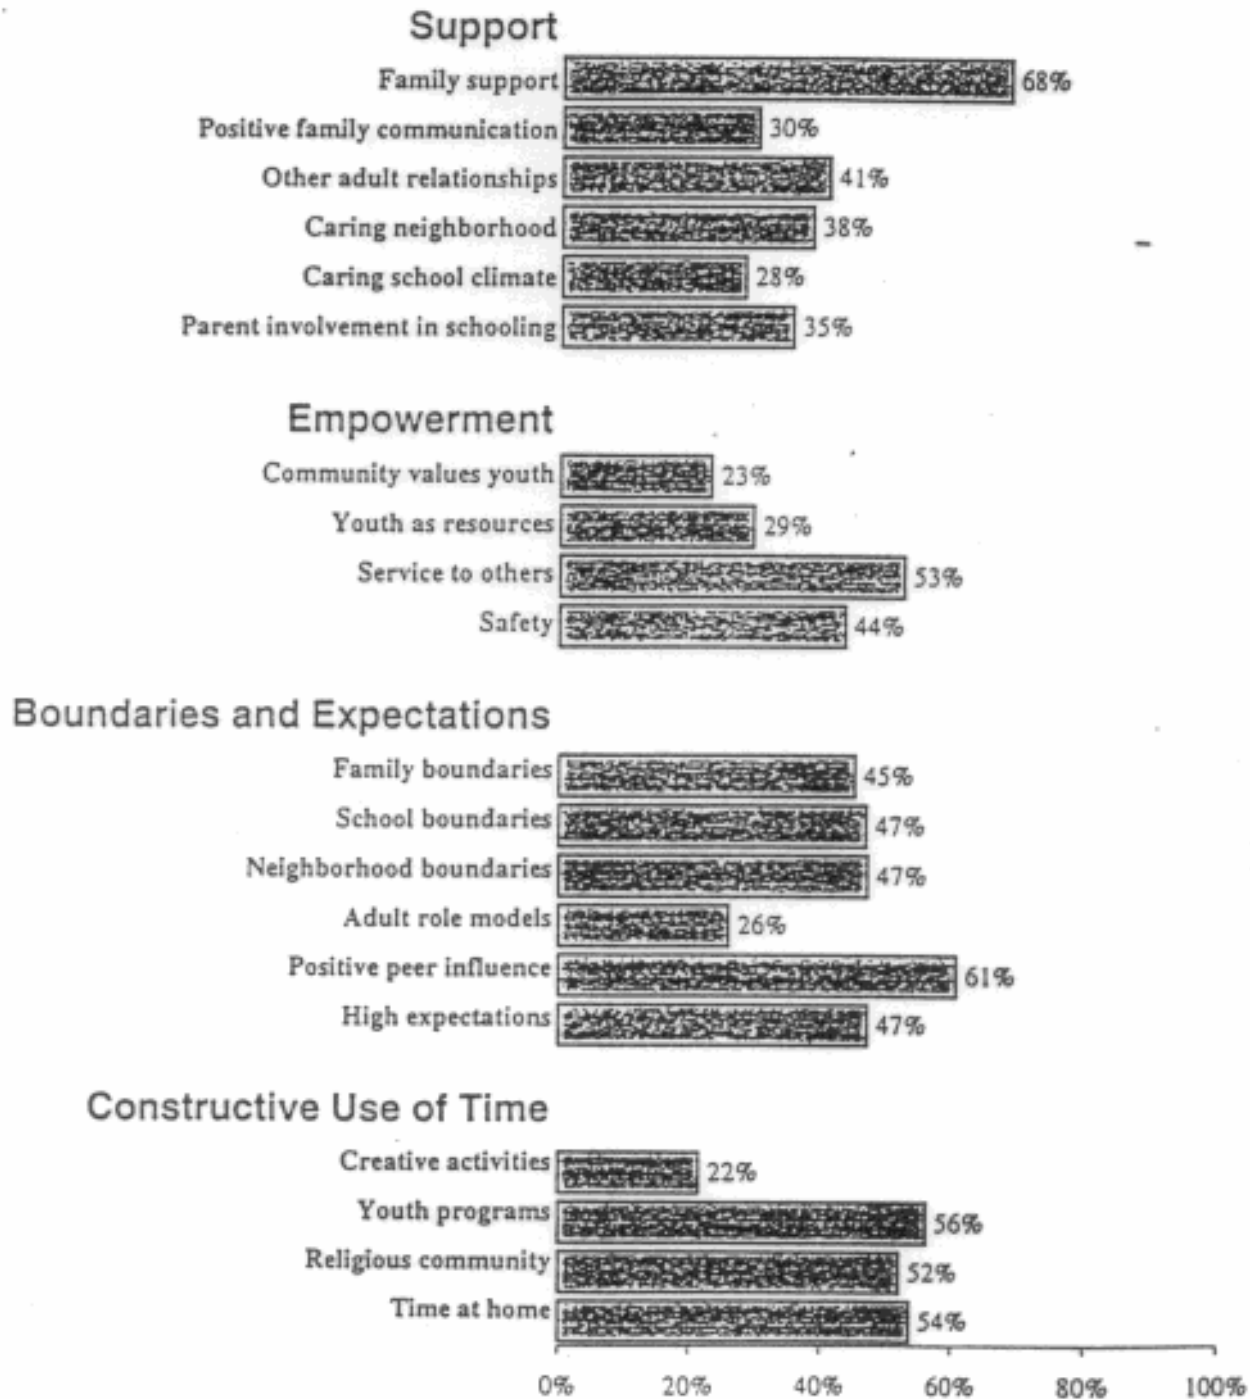 Support
Family support 68%
Positive family communication 30%
Other adult relationships 41%
Caring neighborhood 38%
Caring school climate 28%
Parent involvement in schooling 35%
Empowerment
Community values youth 23%
Youth as resources 29%
Service to others 53%
Safety 44%
Boundaries and Expectations
Family boundaries 45%
School boundaries 47%
Neighborhood boundaries 47%
Adult role models 26%
Positive peer influence 61%
High expectations 47%
Constructive Use of Time
Creative activities 22%
Youth programs 56%
Religious community 52%
Time at home 54%
0% 20% 40% 60% 80% 100%